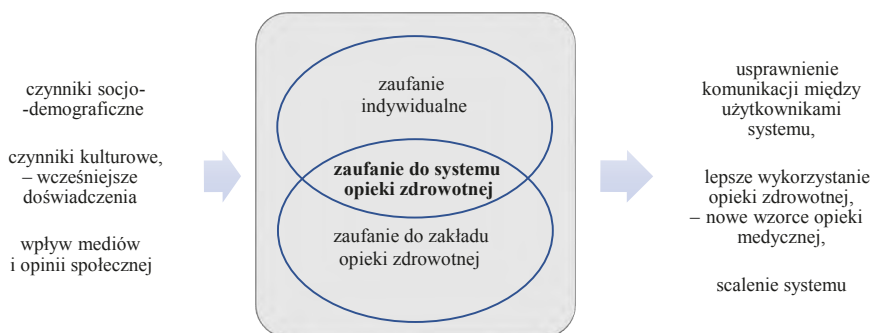 czynniki socjo-
-demograficzne
czynniki kulturowe,
– wcześniejsze
doświadczenia
wpływ mediów
i opinii społecznej
zaufanie
indywidualne
zaufanie do systemu
opieki zdrowotnej
zaufanie do zakładu
opieki zdrowotnej
usprawnienie
komunikacji między
użytkownikami
systemu,
lepsze wykorzystanie
opieki zdrowotnej,
– nowe wzorce opieki
medycznej,
scalenie systemu